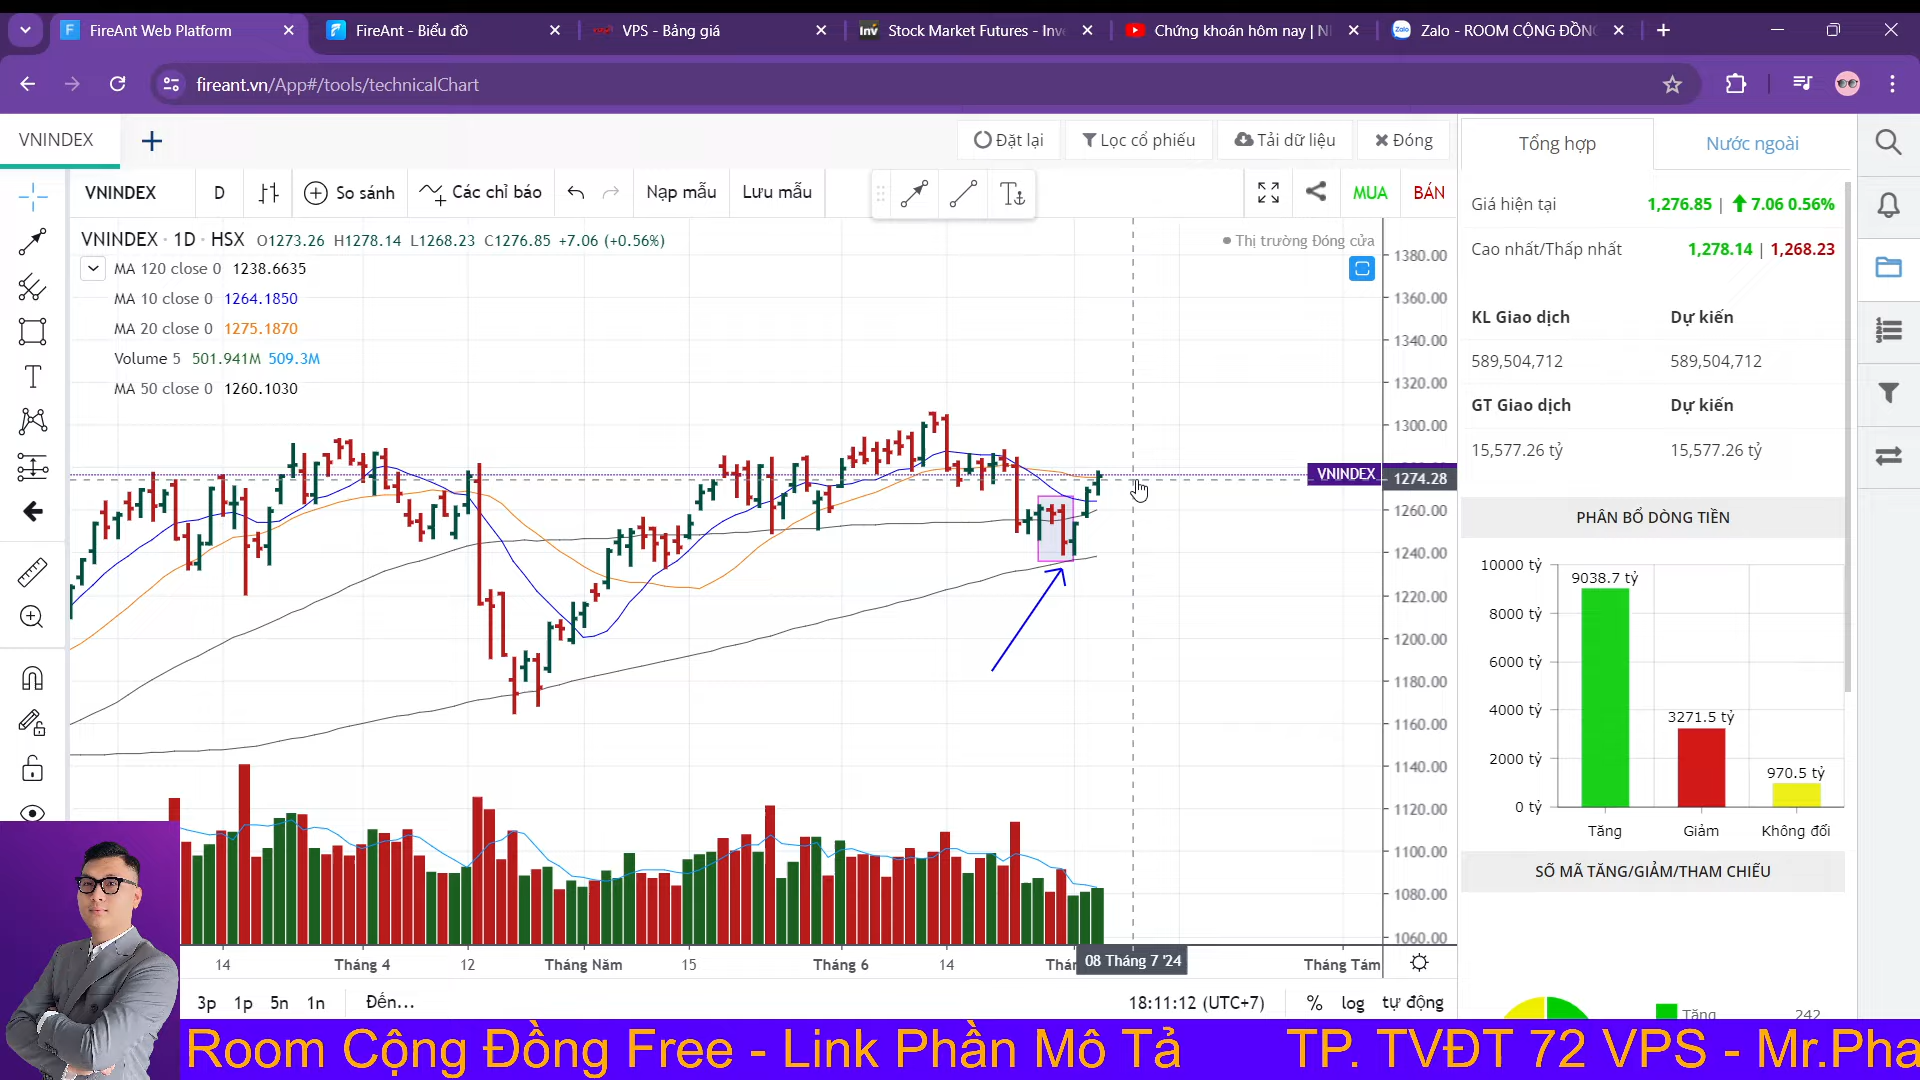 FireAnt Web Platform
FireAnt - Biểu đồ
VPS - Bảng giá
Stock Market Futures - Inve
Chứng khoán hôm nay | N
Zalo - ROOM CỘNG ĐỒN
fireant.vn/App#/tools/technicalChart
VNINDEX
Đặt lại
Lọc cổ phiếu
Tải dữ liệu
Đóng
Tổng hợp
Nước ngoài
VNINDEX
D
So sánh
Các chỉ báo
Nạp mẫu
Lưu mẫu
MUA
BÁN
Giá hiện tại
1,276.85 | 7.06 0.56%
VNINDEX · 1D · HSX O1273.26 H1278.14 L1268.23 C1276.85 +7.06 (+0.56%)
Thị trường Đóng cửa
Cao nhất/Thấp nhất
1,278.14 | 1,268.23
MA 120 close 0 1238.6635
MA 10 close 0 1264.1850
MA 20 close 0 1275.1870
Volume 5 501.941M 509.3M
MA 50 close 0 1260.1030
KL Giao dịch
Dự kiến
589,504,712
589,504,712
GT Giao dịch
Dự kiến
15,577.26 tỷ
15,577.26 tỷ
1380.00
1360.00
1340.00
1320.00
1300.00
VNINDEX
1274.28
1260.00
1240.00
1220.00
1200.00
1180.00
1160.00
1140.00
1120.00
1100.00
1080.00
1060.00
PHÂN BỔ DÒNG TIỀN
10000 tỷ
8000 tỷ
6000 tỷ
4000 tỷ
2000 tỷ
0 tỷ
9038.7 tỷ
3271.5 tỷ
970.5 tỷ
Tăng
Giảm
Không đổi
SỐ MÃ TĂNG/GIẢM/THAM CHIẾU
Tăng
242
14
Tháng 4
12
Tháng Năm
15
Tháng 6
14
08 Tháng 7 '24
Tháng Tám
3p
1p
5n
1n
Đến...
18:11:12 (UTC+7)
%
log
tự động
Room Cộng Đồng Free - Link Phần Mô Tả
TP. TVĐT 72 VPS - Mr.Pha